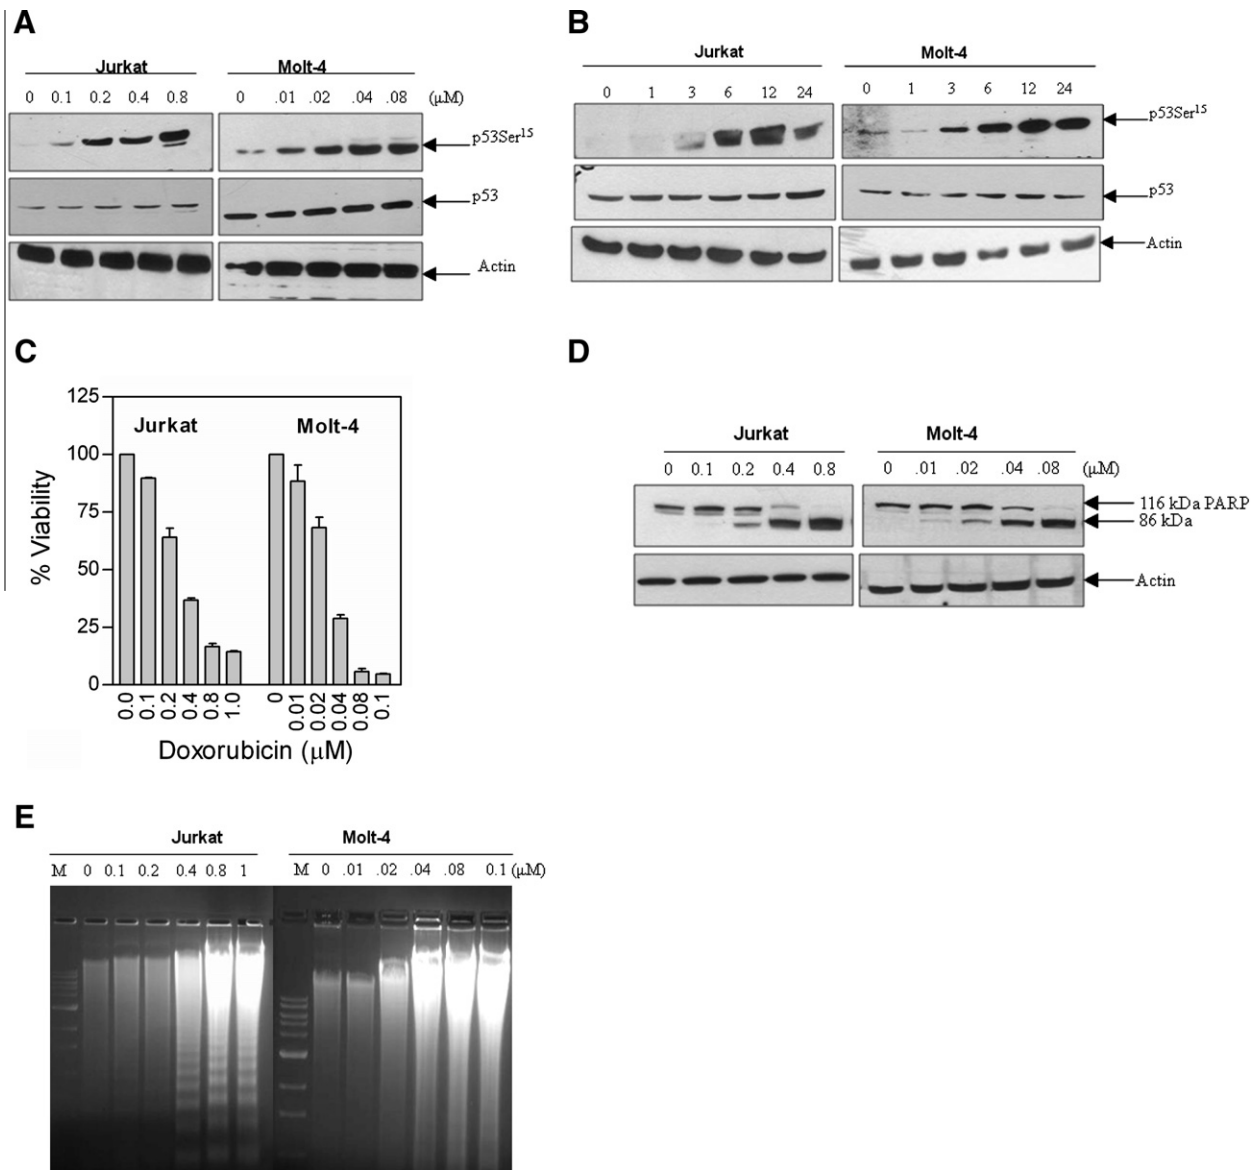 A
Jurkat Molt-4
0 0.1 0.2 0.4 0.8 0 .01 .02 .04 .08 (μM)
p53Ser15
p53
Actin
B
Jurkat Molt-4
0 1 3 6 12 24 0 1 3 6 12 24
p53Ser15
p53
Actin
C
125
100
75
50
25
0
% Viability
Jurkat Molt-4
0.0 0.1 0.2 0.4 0.8 1.0 0 0.01 0.02 0.04 0.08 0.1
Doxorubicin (μM)
D
Jurkat Molt-4
0 0.1 0.2 0.4 0.8 0 .01 .02 .04 .08 (μM)
116 kDa PARP
86 kDa
Actin
E
Jurkat Molt-4
M 0 0.1 0.2 0.4 0.8 1 M 0 .01 .02 .04 .08 0.1 (μM)